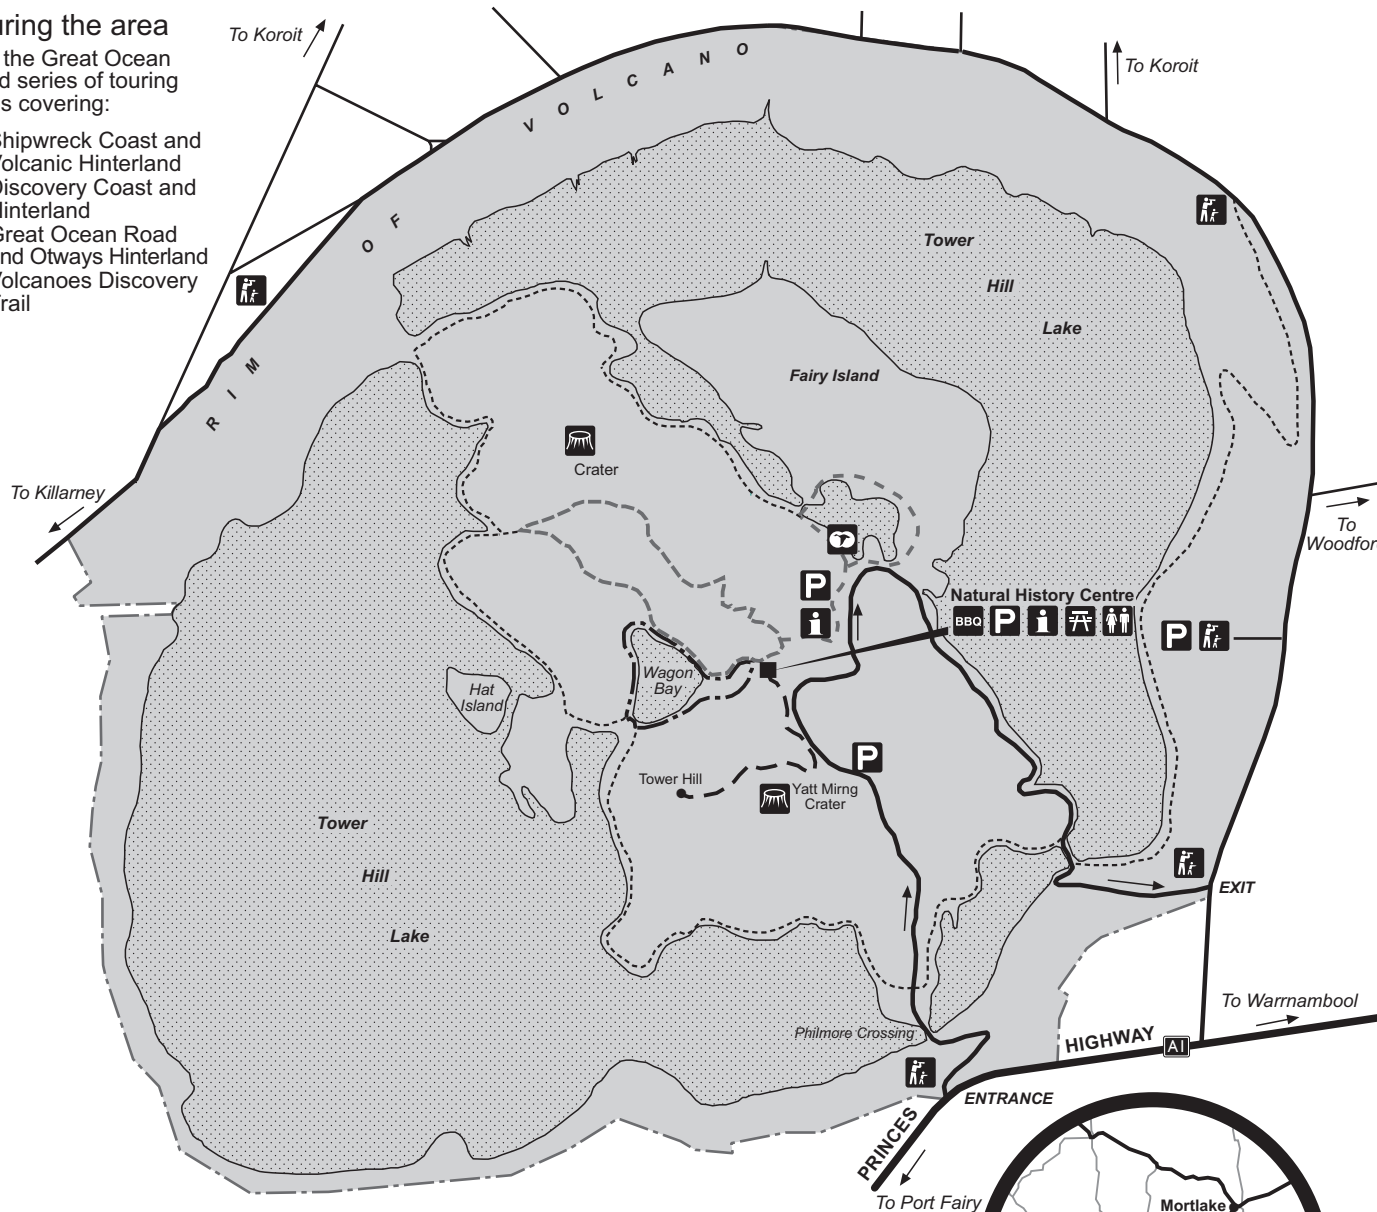 uring the area
the Great Ocean
d series of touring
s covering:
hipwreck Coast and
olcanic Hinterland
iscovery Coast and
interland
reat Ocean Road
nd Otways Hinterland
olcanoes Discovery
rail
To Koroit
To Koroit
RIM OF VOLCANO
Tower
Hill
Lake
Fairy Island
Crater
To Killarney
To
Woodfor
P
i
Natural History Centre
BBQ P i
P
Wagon
Bay
Hat
Island
P
Tower Hill
Yatt Mirng
Crater
Tower
Hill
Lake
EXIT
To Warrnambool
Philmore Crossing
HIGHWAY A1
ENTRANCE
PRINCES
To Port Fairy
Mortlake